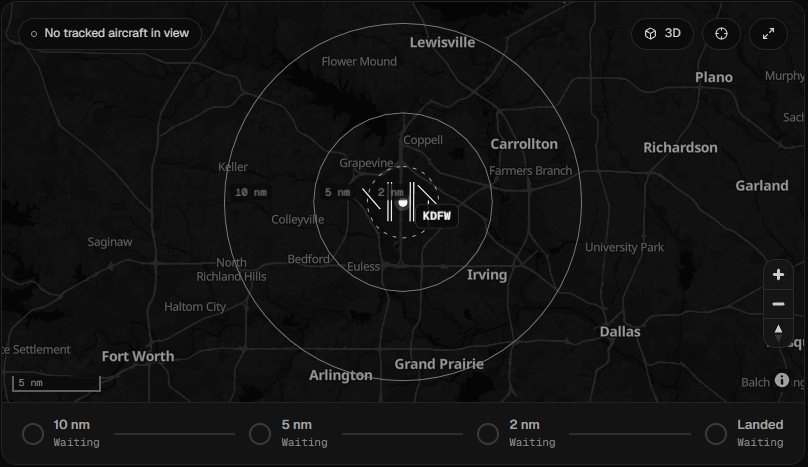 No tracked aircraft in view
3D
Lewisville
Flower Mound
Plano
Murphy
Coppell
Carrollton
Sach
Richardson
Grapevine
Keller
Farmers Branch
Garland
10 nm
5 nm
2 nm
KDFW
Colleyville
Saginaw
University Park
Bedford
Euless
North
Richland Hills
Irving
Haltom City
Dallas
te Settlement
Fort Worth
Grand Prairie
Arlington
5 nm
Balch
ng
10 nm
Waiting
5 nm
Waiting
2 nm
Waiting
Landed
Waiting